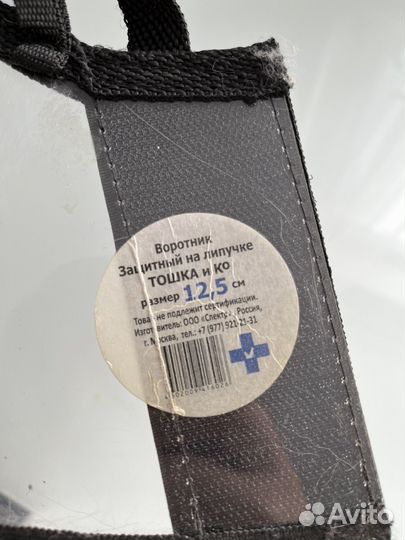 Воротник
Защитный на липучке
ТОШКА и Ко
размер 12,5 см
Товар не подлежит сертификации.
Изготовитель: ООО «Спектр», Россия,
г. Москва, тел.: +7 (977) 921-23-31
Avito